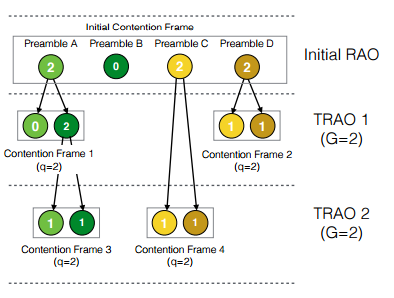 Initial Contention Frame
Preamble A Preamble B Preamble C Preamble D
2 0 2 2
Initial RAO
0 2 1 1
TRAO 1
(G=2)
Contention Frame 1
(q=2)
Contention Frame 2
(q=2)
1 1 1 1
TRAO 2
(G=2)
Contention Frame 3
(q=2)
Contention Frame 4
(q=2)